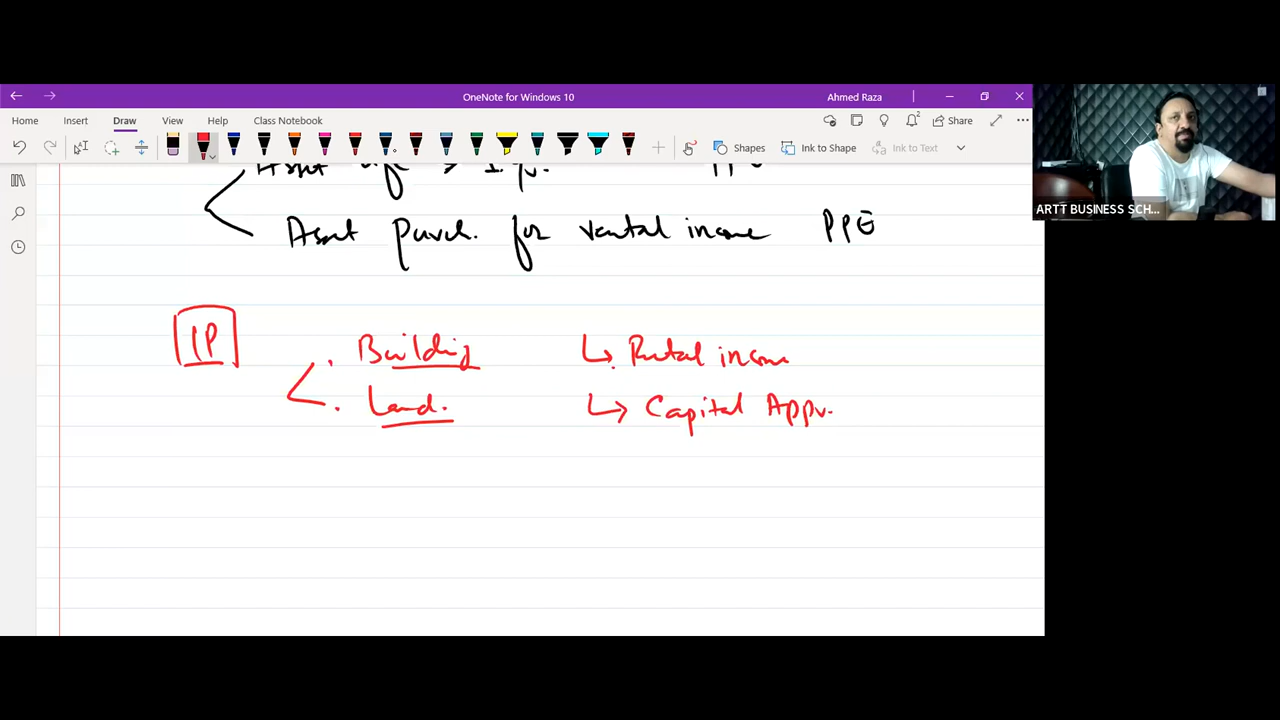 OneNote for Windows 10
Ahmed Raza
Home Insert Draw View Help Class Notebook
Share
Shapes Ink to Shape Ink to Text
ARTT BUSINESS SCH...
Asset
Asset Purch. for rental income PPE
IP
. Building ↳ Rental income
. Land. ↳ Capital Appr.